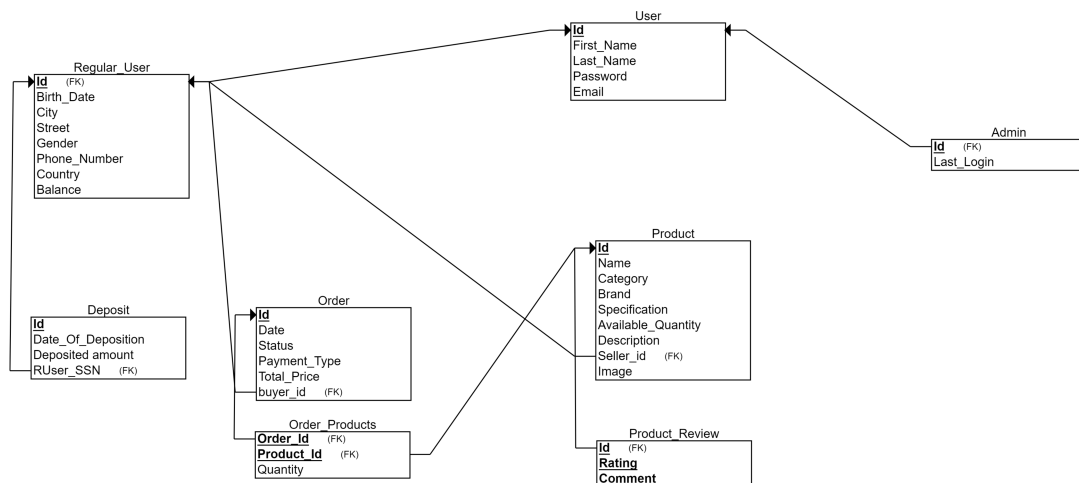 User
Id
First_Name
Last_Name
Password
Email
Regular_User
Id (FK)
Birth_Date
City
Street
Gender
Phone_Number
Country
Balance
Admin
Id (FK)
Last_Login
Product
Id
Name
Category
Brand
Specification
Available_Quantity
Description
Seller_id (FK)
Image
Deposit
Id
Date_Of_Deposition
Deposited amount
RUser_SSN (FK)
Order
Id
Date
Status
Payment_Type
Total_Price
buyer_id (FK)
Order_Products
Order_Id (FK)
Product_Id (FK)
Quantity
Product_Review
Id (FK)
Rating
Comment